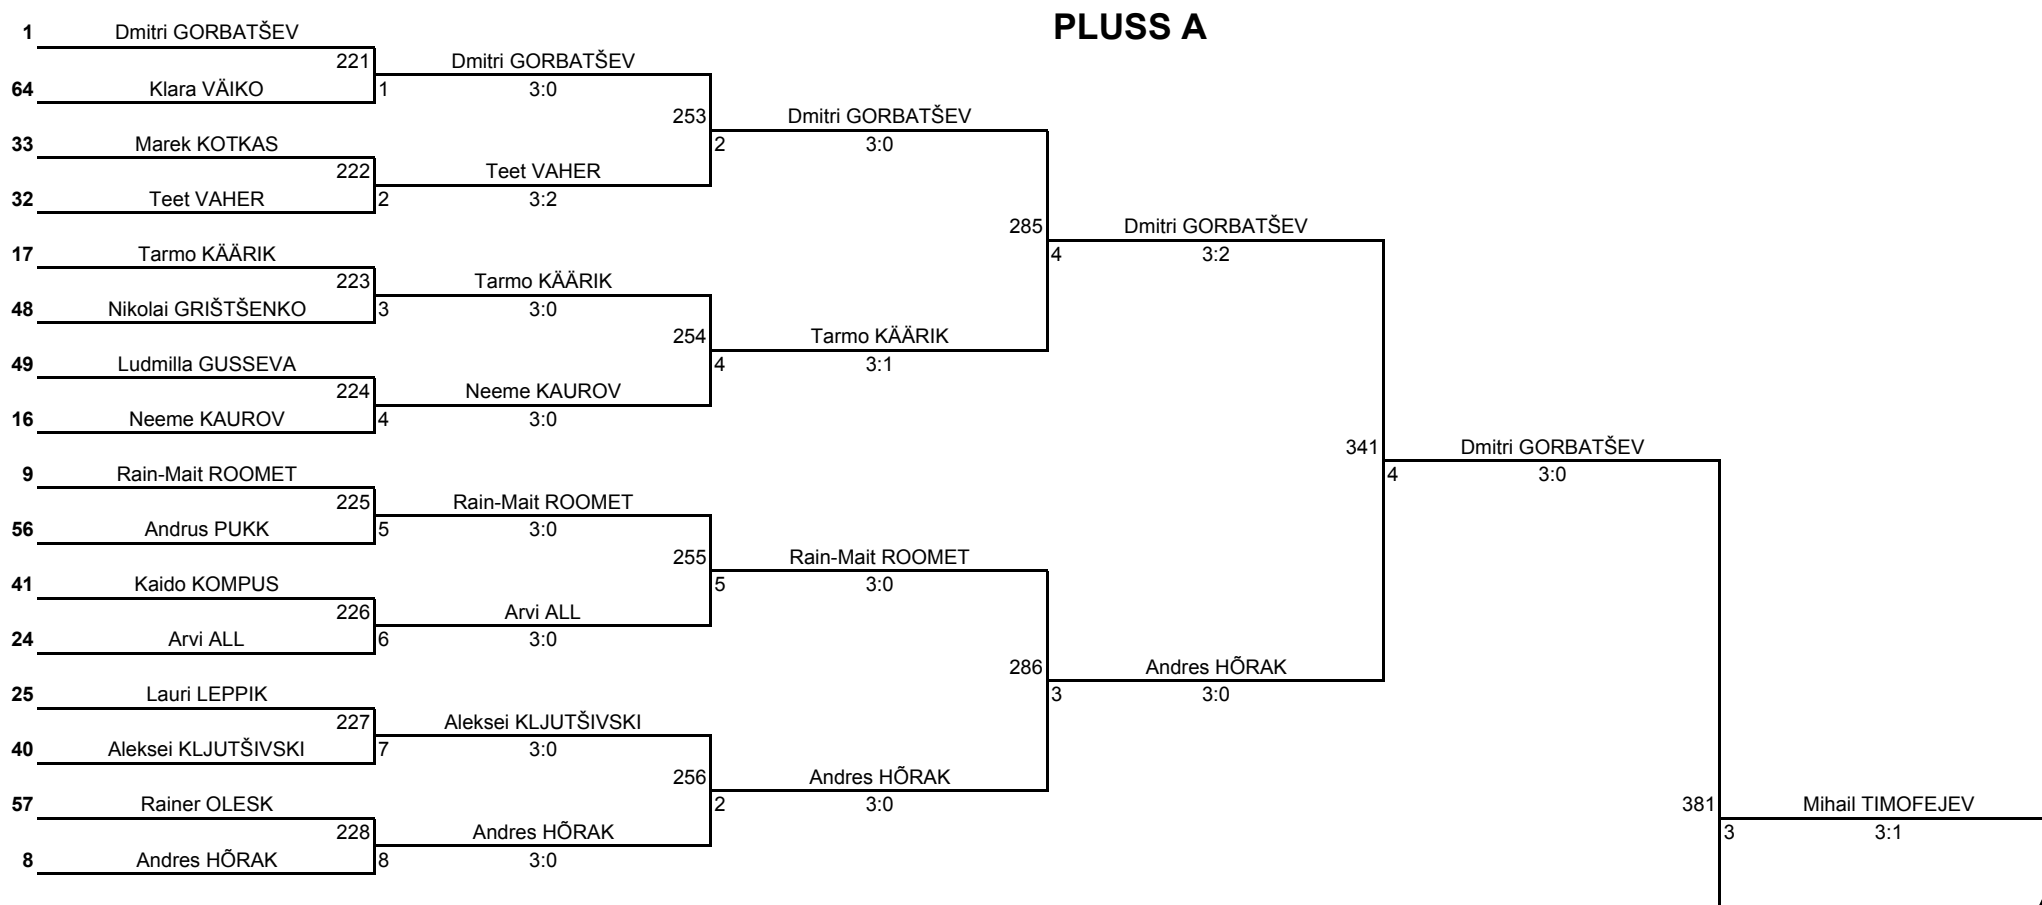 PLUSS A
1 Dmitri GORBATŠEV
221 Dmitri GORBATŠEV
64 Klara VÄIKO 1 3:0
253 Dmitri GORBATŠEV
33 Marek KOTKAS 2 3:0
222 Teet VAHER
32 Teet VAHER 2 3:2
285 Dmitri GORBATŠEV
17 Tarmo KÄÄRIK 4 3:2
223 Tarmo KÄÄRIK
48 Nikolai GRIŠTŠENKO 3 3:0
254 Tarmo KÄÄRIK
49 Ludmilla GUSSEVA 4 3:1
224 Neeme KAUROV
16 Neeme KAUROV 4 3:0
341 Dmitri GORBATŠEV
9 Rain-Mait ROOMET 4 3:0
225 Rain-Mait ROOMET
56 Andrus PUKK 5 3:0
255 Rain-Mait ROOMET
41 Kaido KOMPUS 5 3:0
226 Arvi ALL
24 Arvi ALL 6 3:0
286 Andres HÕRAK
25 Lauri LEPPIK 3 3:0
227 Aleksei KLJUTŠIVSKI
40 Aleksei KLJUTŠIVSKI 7 3:0
256 Andres HÕRAK
57 Rainer OLESK 2 3:0
381 Mihail TIMOFEJEV
228 Andres HÕRAK 3 3:1
8 Andres HÕRAK 8 3:0